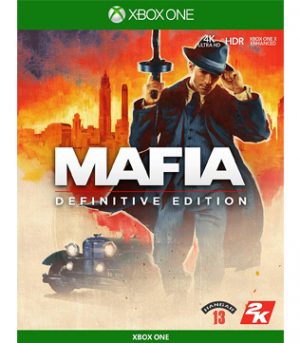 XBOX ONE
4K
ULTRA HD
HDR
XBOX ONE X
ENHANCED
MAFIA
DEFINITIVE EDITION
HANGAR
13
2K
XBOX ONE